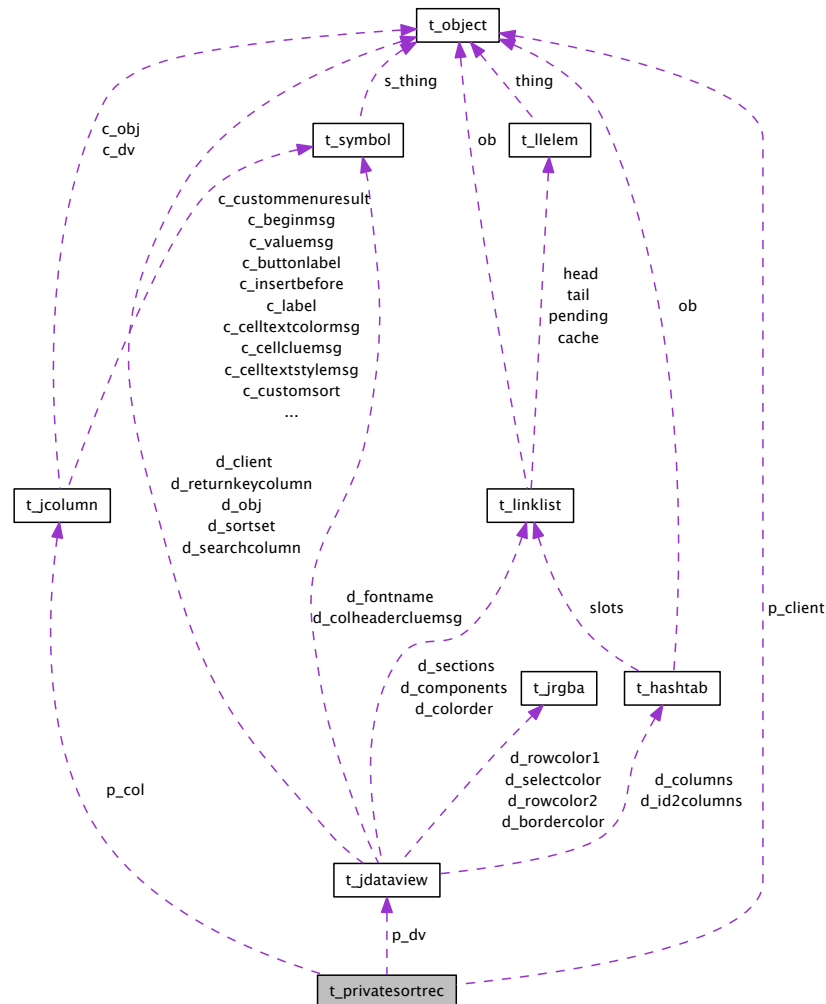 t_object
s_thing
thing
c_obj
c_dv
t_symbol
ob
t_llelem
c_custommenuresult
c_beginmsg
c_valuemsg
c_buttonlabel
c_insertbefore
c_label
c_celltextcolormsg
c_cellcluemsg
c_celltextstylemsg
c_customsort
...
head
tail
pending
cache
ob
d_client
d_returnkeycolumn
d_obj
d_sortset
d_searchcolumn
t_jcolumn
t_linklist
d_fontname
d_colheadercluemsg
slots
p_client
d_sections
d_components
d_colorder
t_jrgba
t_hashtab
p_col
d_rowcolor1
d_selectcolor
d_rowcolor2
d_bordercolor
d_columns
d_id2columns
t_jdataview
p_dv
t_privatesortrec